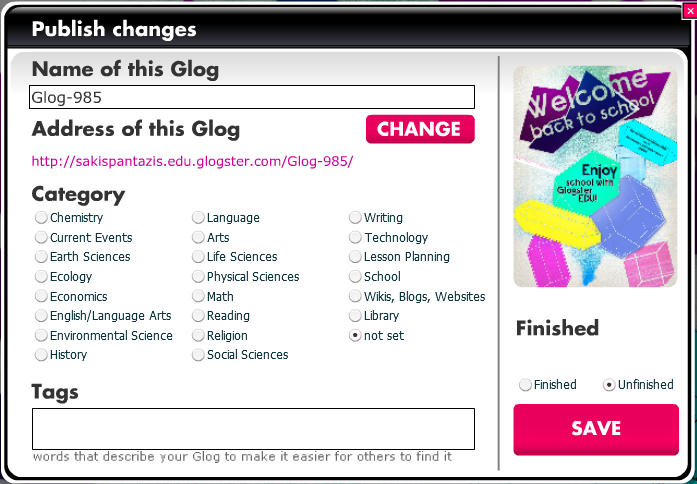 Publish changes
Name of this Glog
Glog-985
Address of this Glog
CHANGE
http://sakispantazis.edu.glogster.com/Glog-985/
Category
Chemistry
Current Events
Earth Sciences
Ecology
Economics
English/Language Arts
Environmental Science
History
Language
Arts
Life Sciences
Physical Sciences
Math
Reading
Religion
Social Sciences
Writing
Technology
Lesson Planning
School
Wikis, Blogs, Websites
Library
not set
Tags
words that describe your Glog to make it easier for others to find it
Welcome
back to school
Enjoy
school with
Glogster
EDU!
Finished
Finished
Unfinished
SAVE